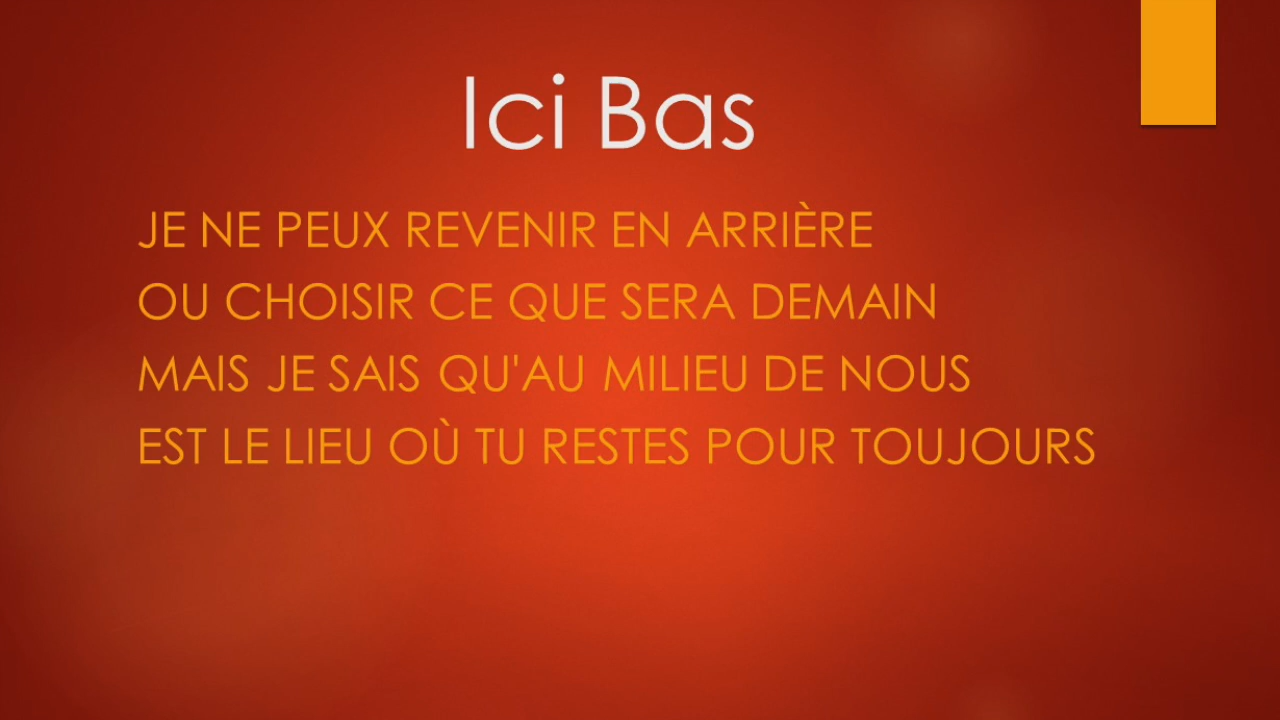 Ici Bas
JE NE PEUX REVENIR EN ARRIÈRE
OU CHOISIR CE QUE SERA DEMAIN
MAIS JE SAIS QU'AU MILIEU DE NOUS
EST LE LIEU OÙ TU RESTES POUR TOUJOURS